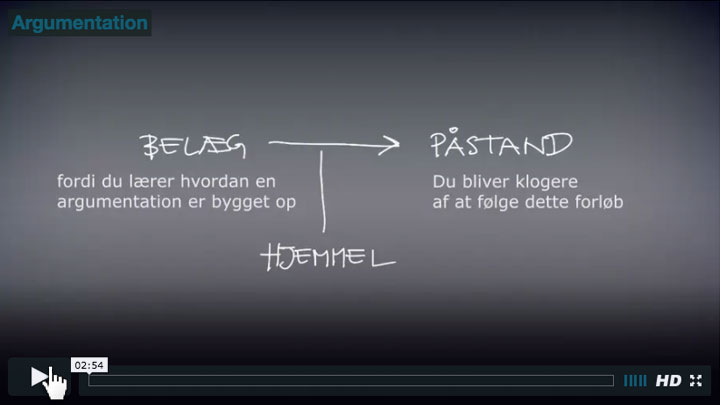 Argumentation
BELÆG
PÅSTAND
fordi du lærer hvordan en
argumentation er bygget op
Du bliver klogere
af at følge dette forløb
HJEMMEL
02:54
HD